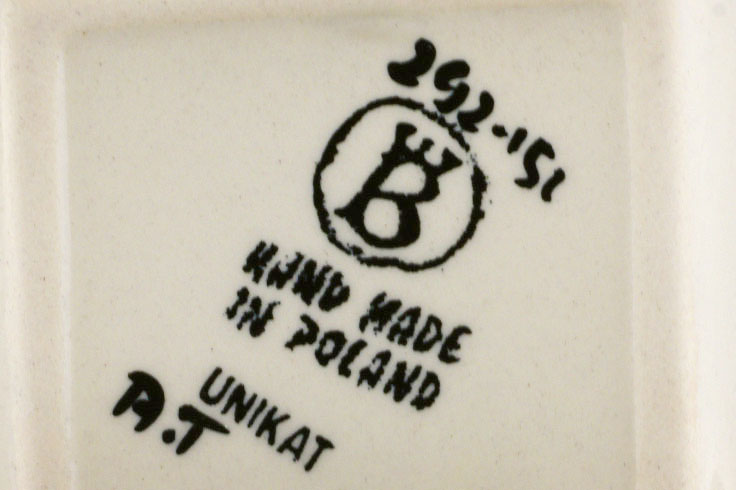 292-151
B
HAND MADE
IN POLAND
UNIKAT
A.T